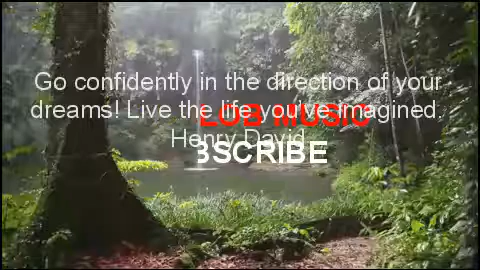 Go confidently in the direction of your
dreams! Live the life you've imagined.
LOB MUSIC
Henry David
BSCRIBE